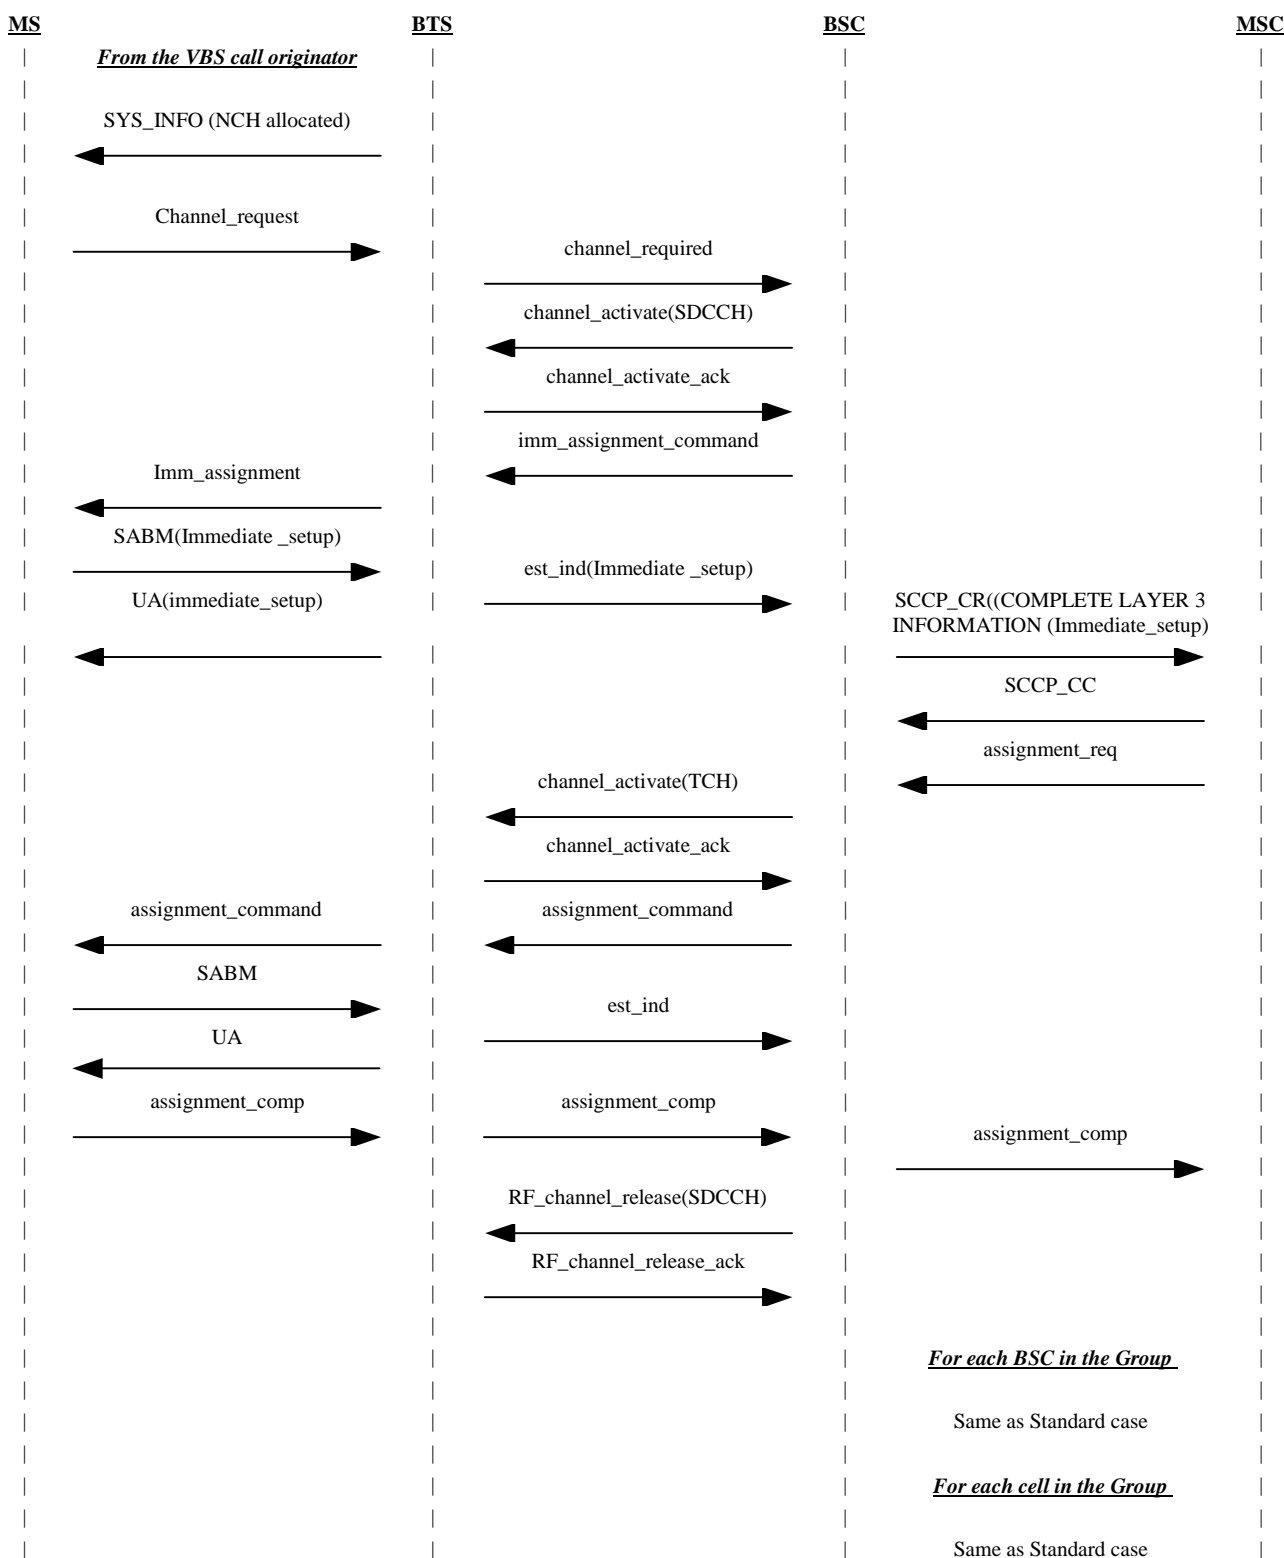 MS BTS BSC MSC
From the VBS call originator
SYS_INFO (NCH allocated)
Channel_request
channel_required
channel_activate(SDCCH)
channel_activate_ack
imm_assignment_command
Imm_assignment
SABM(Immediate _setup)
est_ind(Immediate _setup)
UA(immediate_setup)
SCCP_CR((COMPLETE LAYER 3
INFORMATION (Immediate_setup)
SCCP_CC
assignment_req
channel_activate(TCH)
channel_activate_ack
assignment_command assignment_command
SABM
est_ind
UA
assignment_comp assignment_comp
assignment_comp
RF_channel_release(SDCCH)
RF_channel_release_ack
For each BSC in the Group
Same as Standard case
For each cell in the Group
Same as Standard case